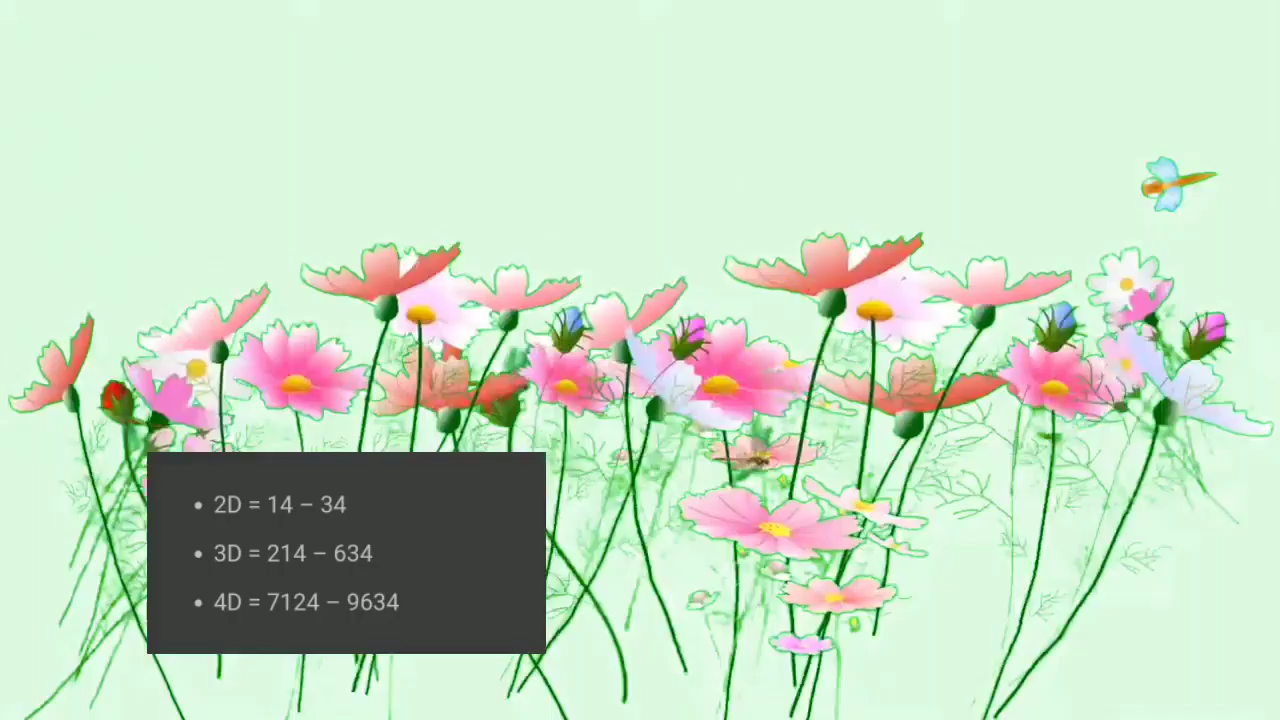 • 2D = 14 – 34
• 3D = 214 – 634
• 4D = 7124 – 9634